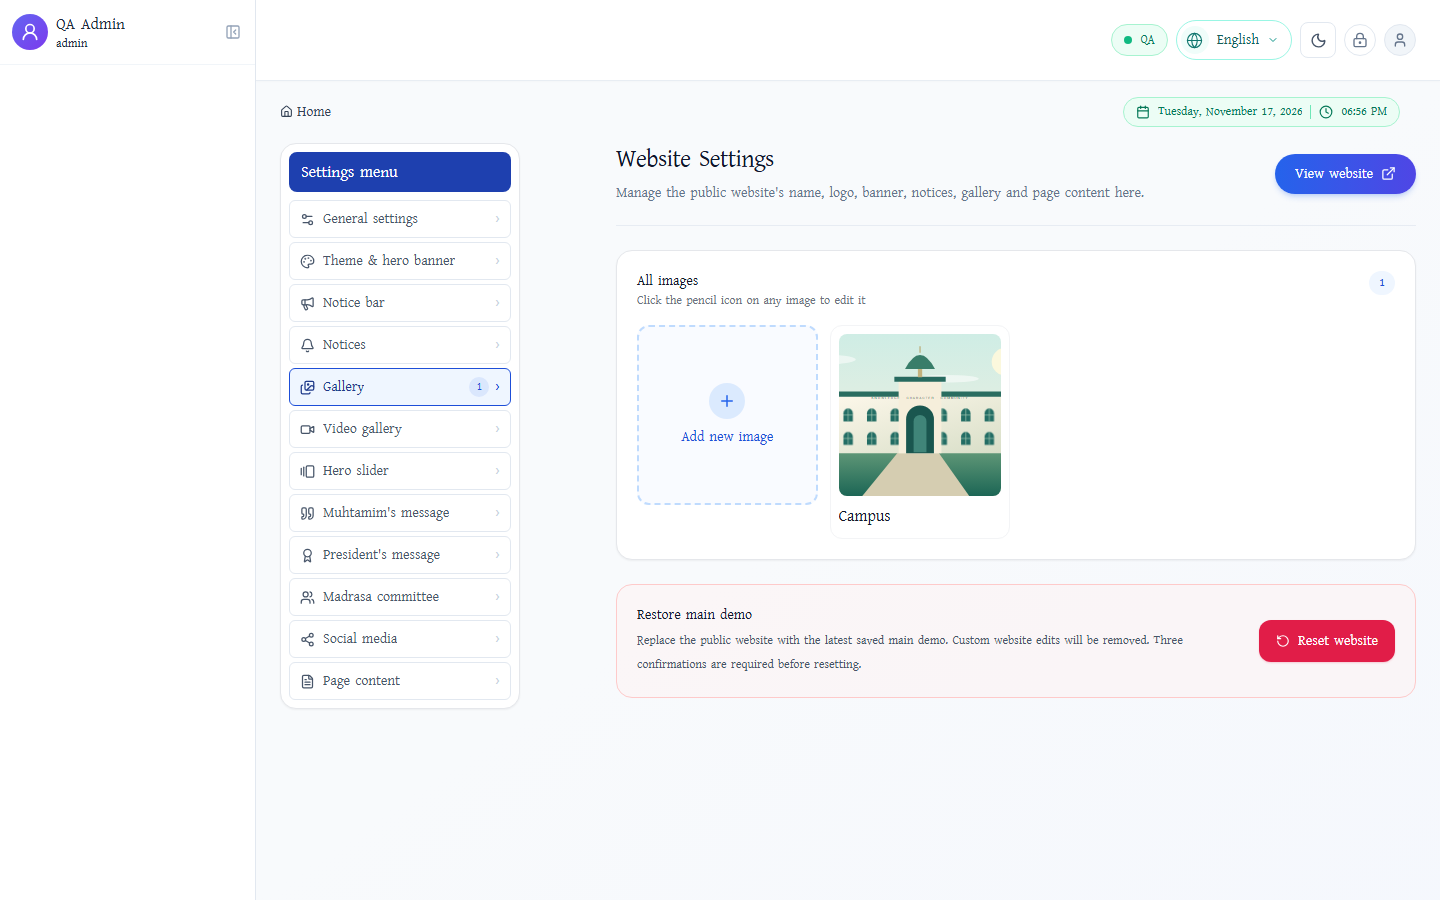 QA Admin
admin
QA
English
Home
Tuesday, November 17, 2026
06:56 PM
Settings menu
General settings
Theme & hero banner
Notice bar
Notices
Gallery
1
Video gallery
Hero slider
Muhtamim's message
President's message
Madrasa committee
Social media
Page content
Website Settings
Manage the public website's name, logo, banner, notices, gallery and page content here.
View website
All images
Click the pencil icon on any image to edit it
1
Add new image
Campus
Restore main demo
Replace the public website with the latest saved main demo. Custom website edits will be removed. Three
confirmations are required before resetting.
Reset website